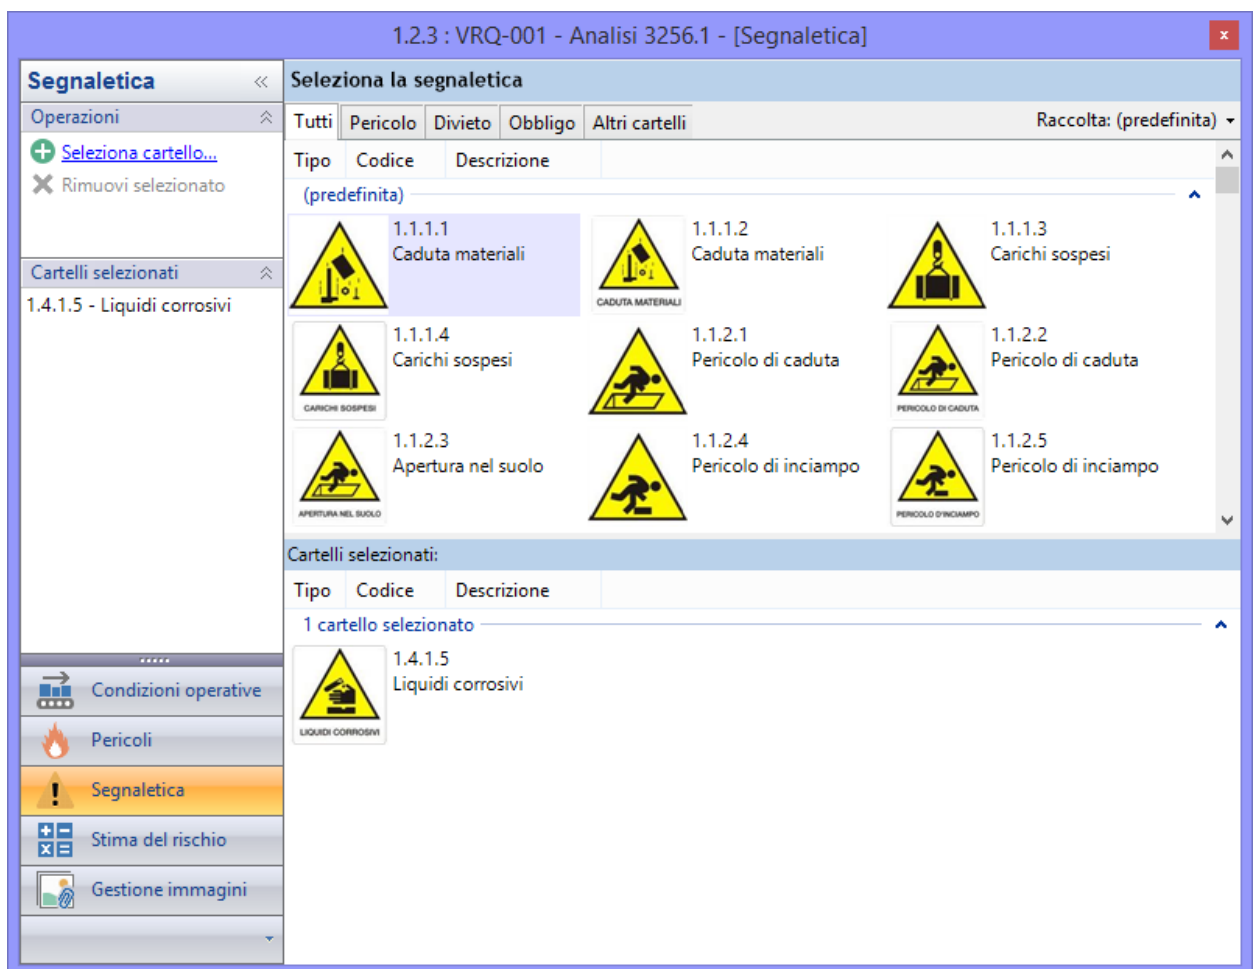 1.2.3 : VRQ-001 - Analisi 3256.1 - [Segnaletica]
x
Segnaletica
Operazioni
Seleziona cartello...
Rimuovi selezionato
Cartelli selezionati
1.4.1.5 - Liquidi corrosivi
Condizioni operative
Pericoli
Segnaletica
Stima del rischio
Gestione immagini
Seleziona la segnaletica
Tutti Pericolo Divieto Obbligo Altri cartelli Raccolta: (predefinita)
Tipo Codice Descrizione
(predefinita)
1.1.1.1
Caduta materiali
1.1.1.2
Caduta materiali
CADUTA MATERIALI
1.1.1.3
Carichi sospesi
1.1.1.4
Carichi sospesi
CARICHI SOSPESI
1.1.2.1
Pericolo di caduta
1.1.2.2
Pericolo di caduta
PERICOLO DI CADUTA
1.1.2.3
Apertura nel suolo
APERTURA NEL SUOLO
1.1.2.4
Pericolo di inciampo
1.1.2.5
Pericolo di inciampo
PERICOLO D'INCIAMPO
Cartelli selezionati:
Tipo Codice Descrizione
1 cartello selezionato
1.4.1.5
Liquidi corrosivi
LIQUIDI CORROSIVI